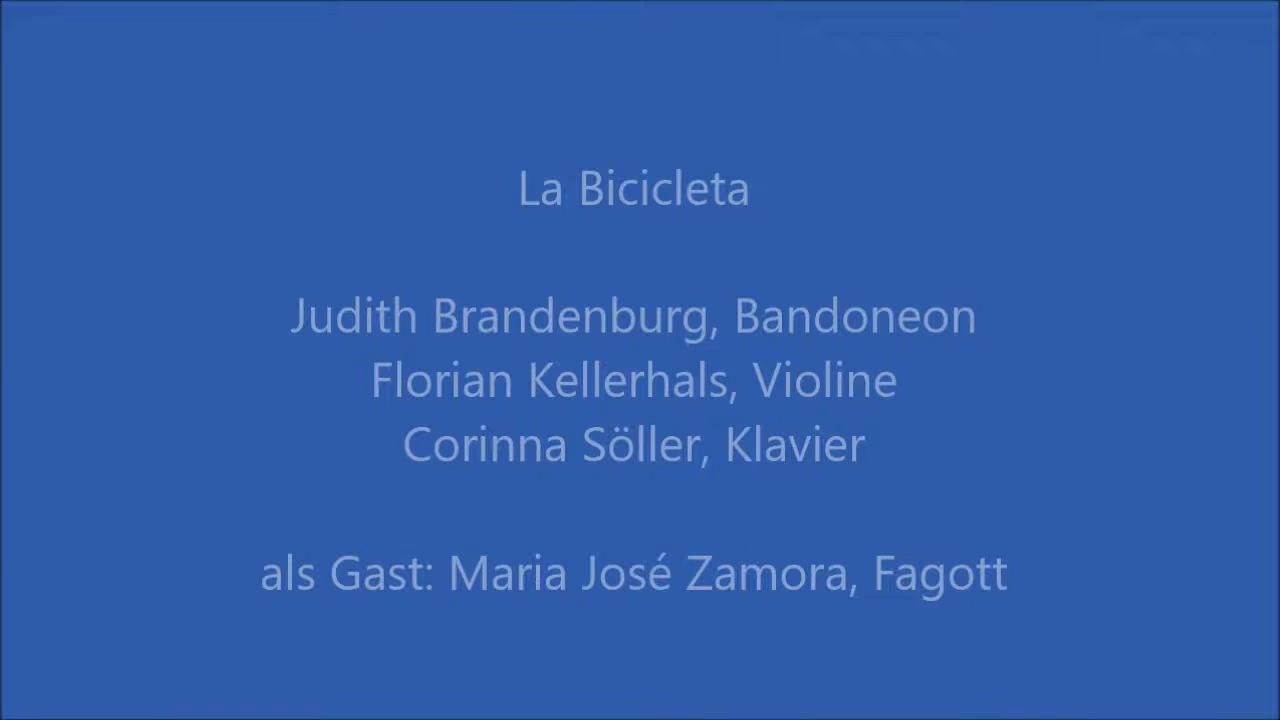 La Bicicleta
Judith Brandenburg, Bandoneon
Florian Kellerhals, Violine
Corinna Söller, Klavier
als Gast: Maria José Zamora, Fagott